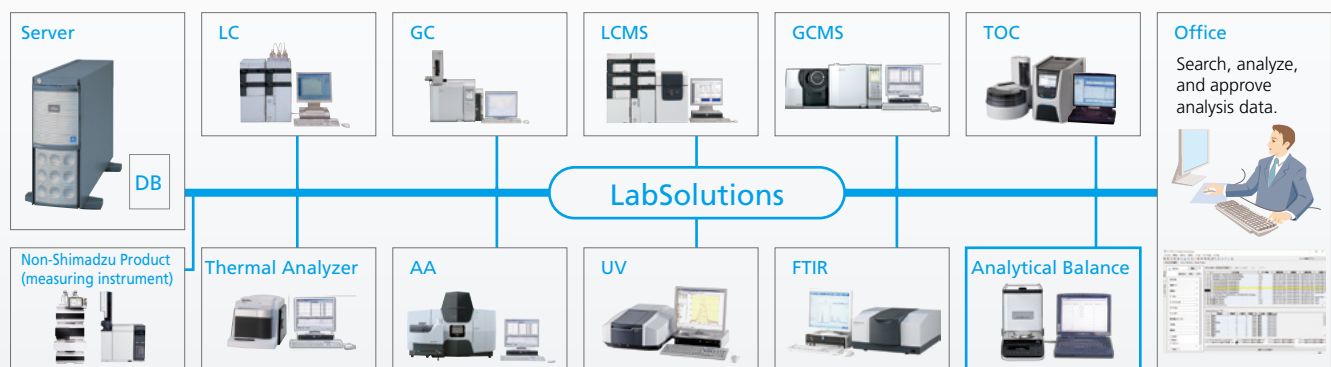 Server
DB
LC
GC
LCMS
GCMS
TOC
Office
Search, analyze,
and approve
analysis data.
LabSolutions
Non-Shimadzu Product
(measuring instrument)
Thermal Analyzer
AA
UV
FTIR
Analytical Balance